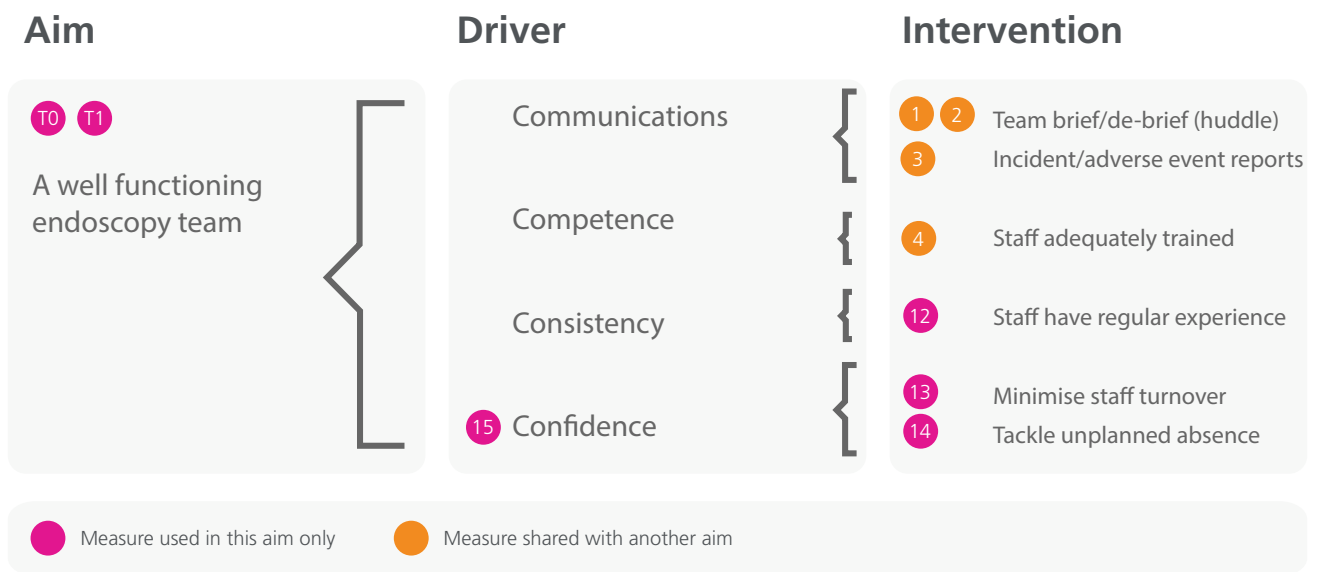 Aim
Driver
Intervention
T0 T1
A well functioning
endoscopy team
Communications
Competence
Consistency
15 Confidence
1 2 Team brief/de-brief (huddle)
3 Incident/adverse event reports
4 Staff adequately trained
12 Staff have regular experience
13 Minimise staff turnover
14 Tackle unplanned absence
Measure used in this aim only
Measure shared with another aim